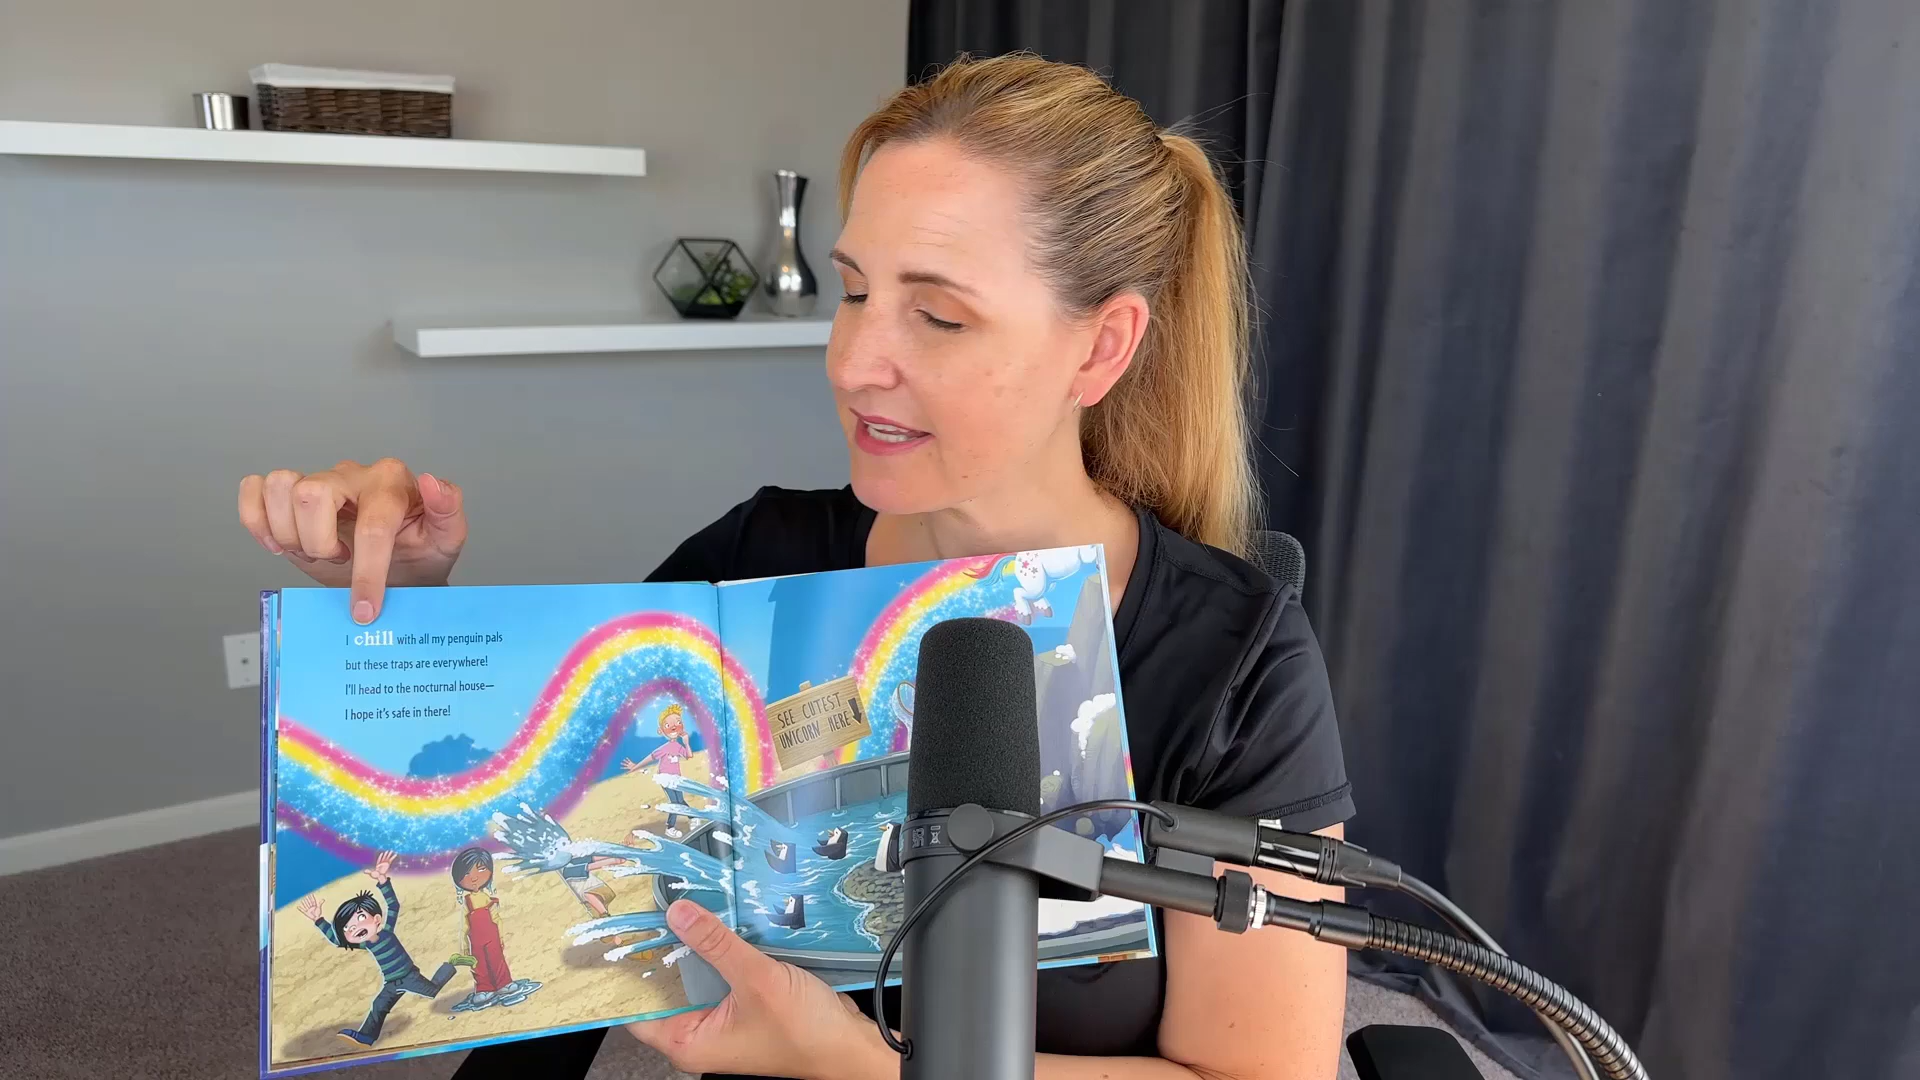 I chill with all my penguin pals
but these traps are everywhere!
I'll head to the nocturnal house—
I hope it's safe in there!
SEE CUTEST
UNICORN HERE